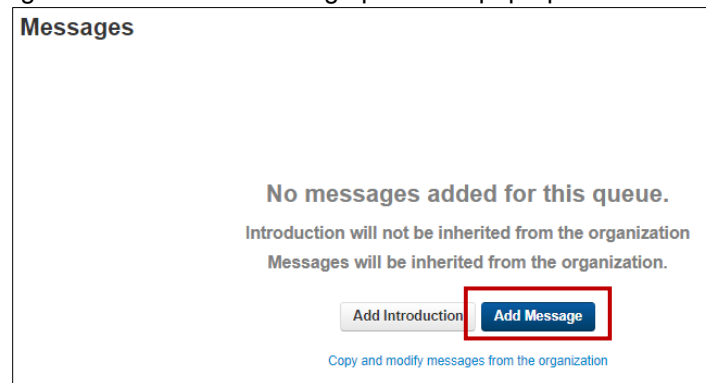 Messages
No messages added for this queue.
Introduction will not be inherited from the organization
Messages will be inherited from the organization.
Add Introduction Add Message
Copy and modify messages from the organization